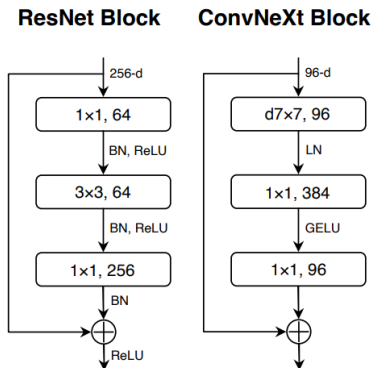 ResNet Block
256-d
1×1, 64
BN, ReLU
3×3, 64
BN, ReLU
1×1, 256
BN
ReLU
ConvNeXt Block
96-d
d7×7, 96
LN
1×1, 384
GELU
1×1, 96